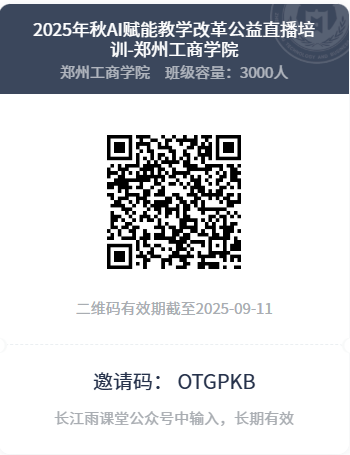 2025年秋AI赋能教学改革公益直播培
训-郑州工商学院
郑州工商学院 班级容量：3000人
二维码有效期截至2025-09-11
邀请码： OTGPKB
长江雨课堂公众号中输入，长期有效